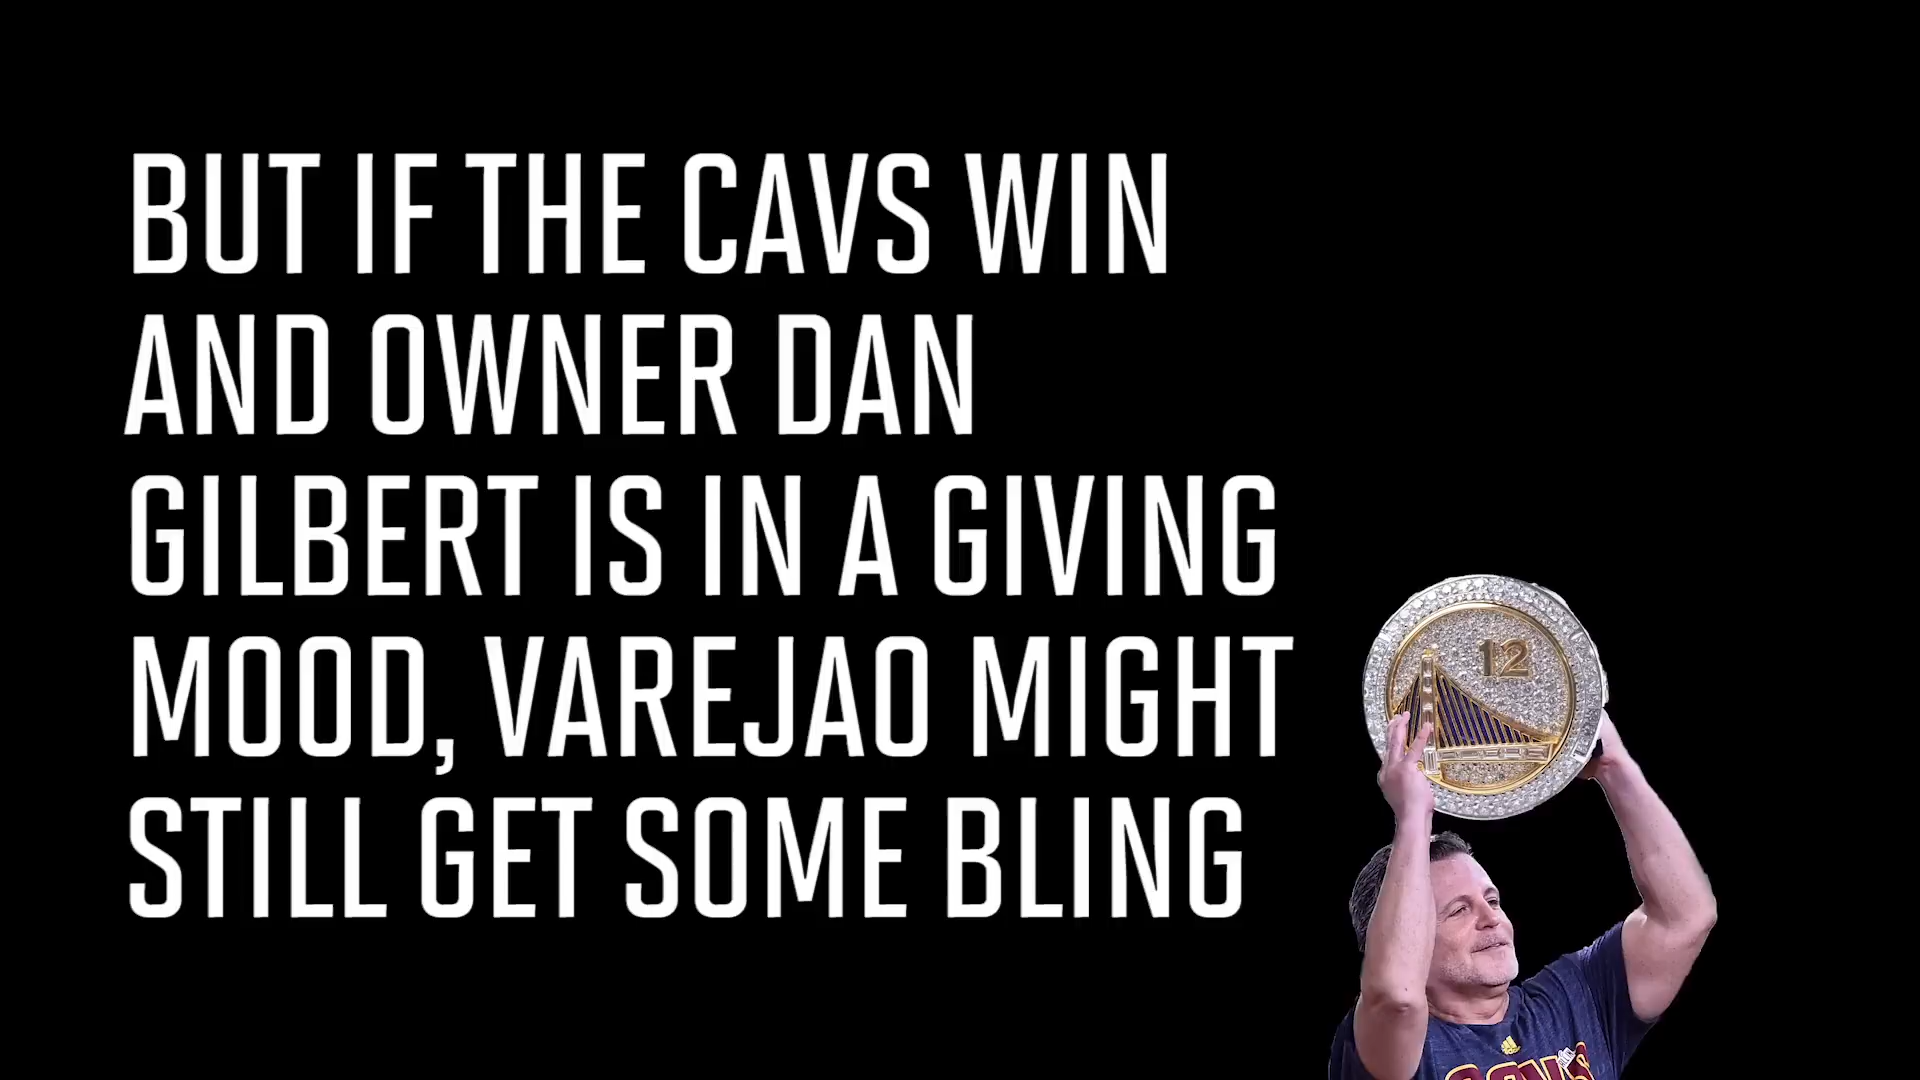 BUT IF THE CAVS WIN
AND OWNER DAN
GILBERT IS IN A GIVING
MOOD, VAREJAO MIGHT
STILL GET SOME BLING
12